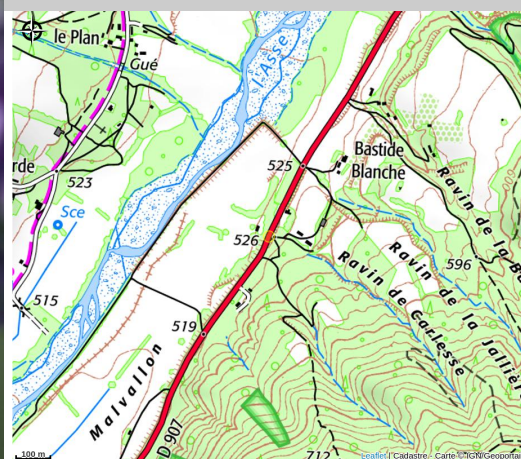 le Plan
Gué
l'Asse
525
Bastide
Blanche
rde
523
Sce
526
Ravin de la B
596
Ravin de la Jalliè
Ravin de Carlesse
515
519
Malvallon
D 907
712
100 m
Leaflet | Cadastre - Carte © IGN/Geoportai